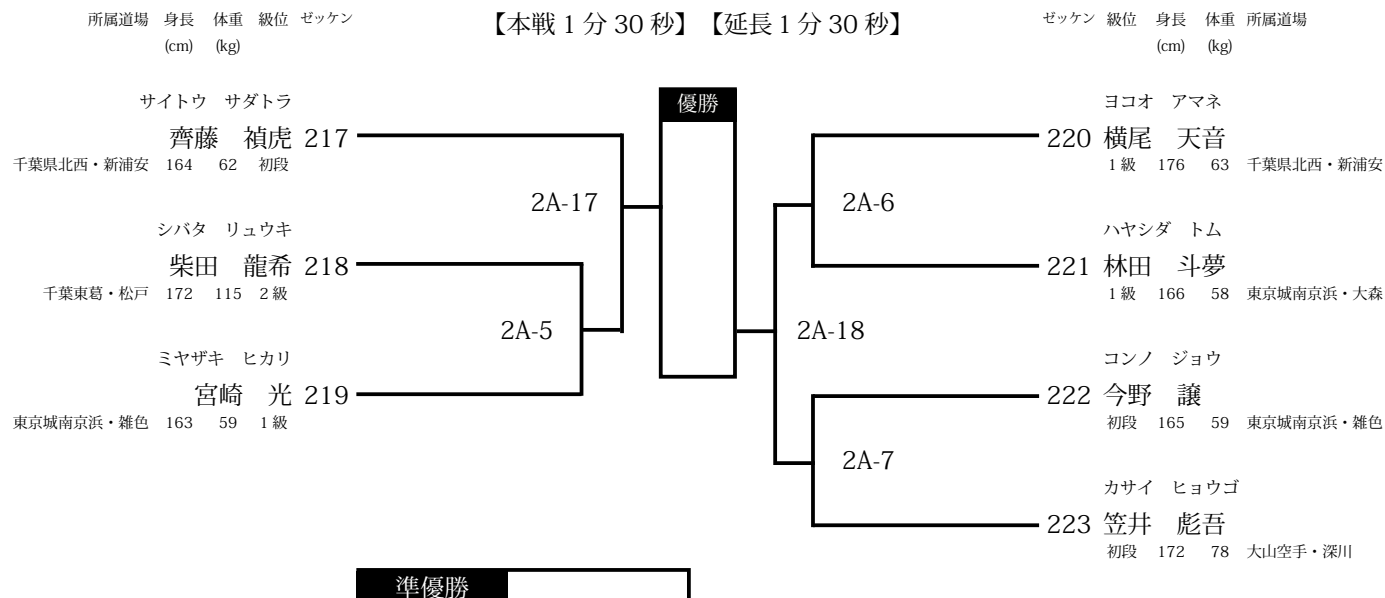 所属道場 身長 体重 級位 ゼッケン
(cm) (kg)
【本戦 1 分 30 秒】【延長 1 分 30 秒】
ゼッケン 級位 身長 体重 所属道場
(cm) (kg)
サイトウ サダトラ
齊藤 禎虎 217
千葉県北西・新浦安 164 62 初段
2A-17
シバタ リュウキ
柴田 龍希 218
千葉東葛・松戸 172 115 2 級
2A-5
ミヤザキ ヒカリ
宮崎 光 219
東京城南京浜・雑色 163 59 1 級
優勝
ヨコオ アマネ
220 横尾 天音
1 級 176 63 千葉県北西・新浦安
2A-6
ハヤシダ トム
221 林田 斗夢
1 級 166 58 東京城南京浜・大森
2A-18
コンノ ジョウ
222 今野 譲
初段 165 59 東京城南京浜・雑色
2A-7
カサイ ヒョウゴ
223 笠井 彪吾
初段 172 78 大山空手・深川
準優勝